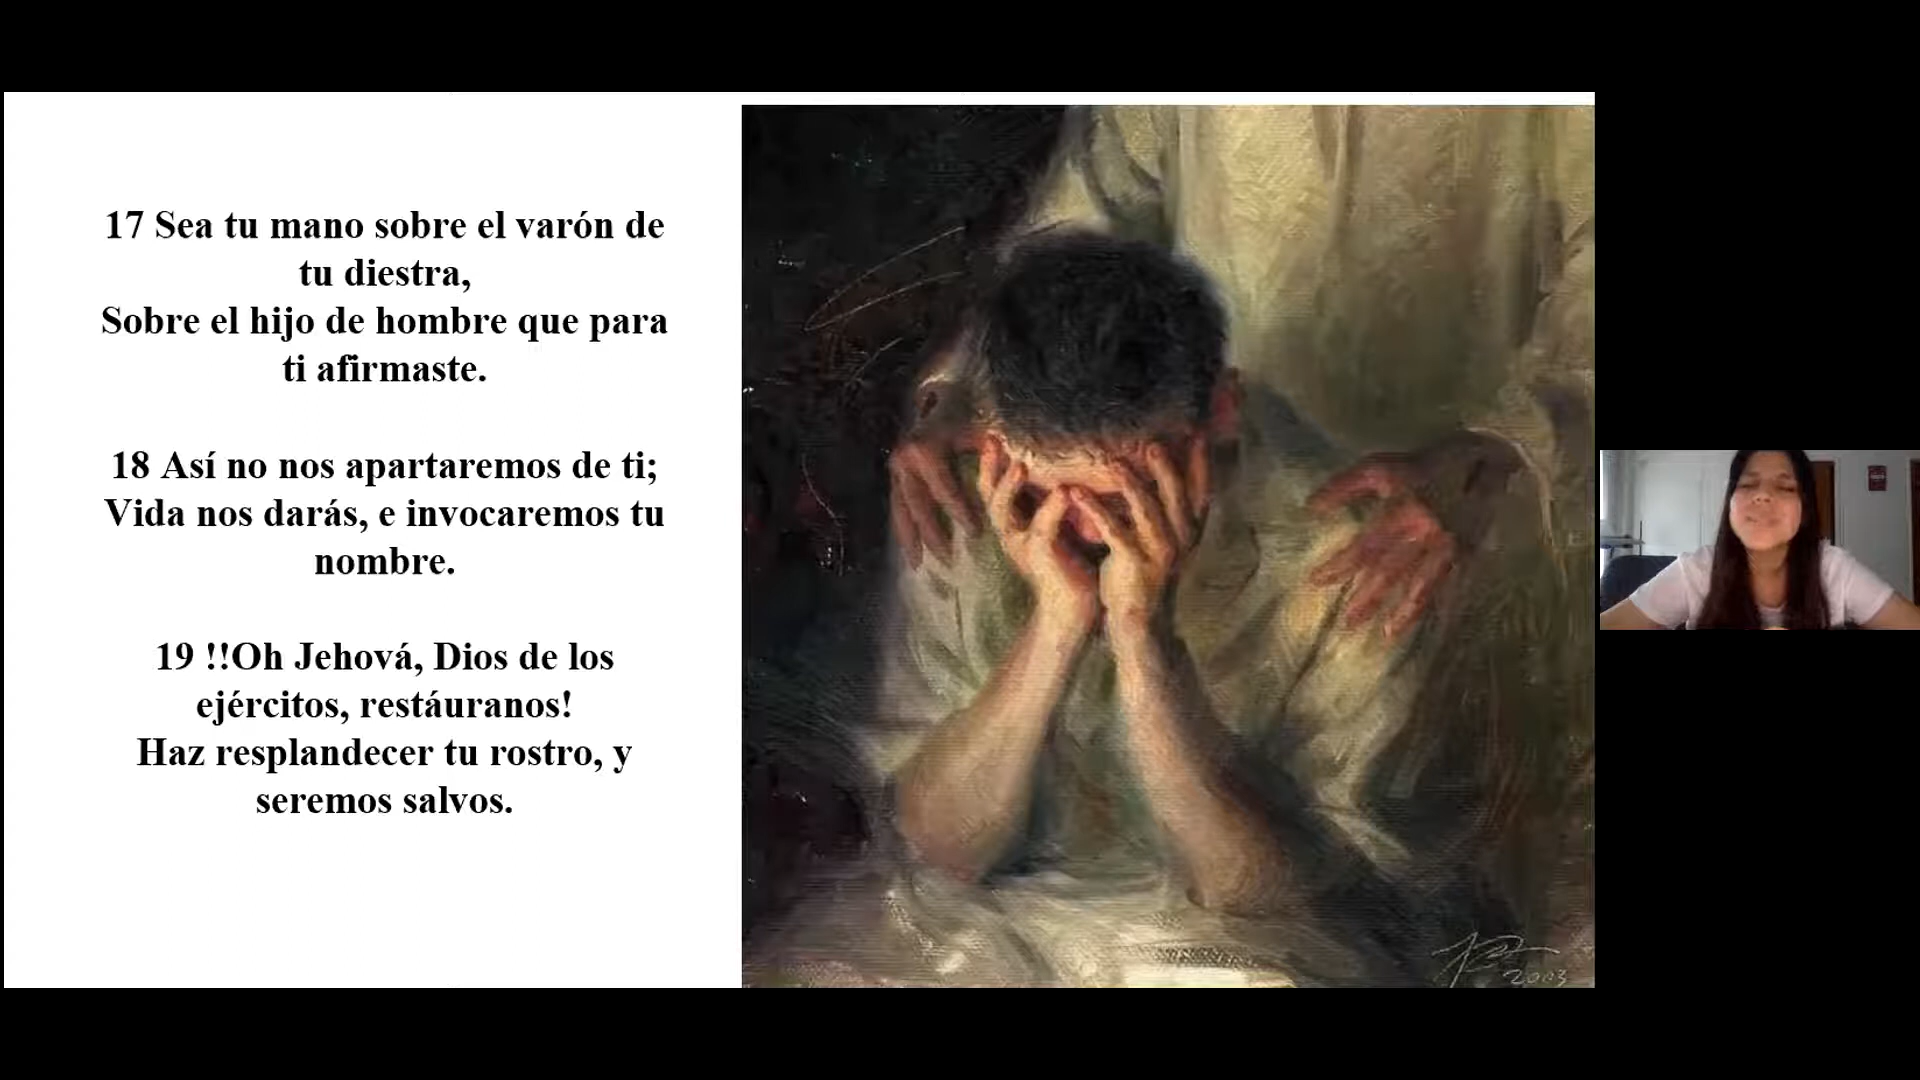 17 Sea tu mano sobre el varón de
tu diestra,
Sobre el hijo de hombre que para
ti afirmaste.
18 Así no nos apartaremos de ti;
Vida nos darás, e invocaremos tu
nombre.
19 !!Oh Jehová, Dios de los
ejércitos, restáuranos!
Haz resplandecer tu rostro, y
seremos salvos.
2003